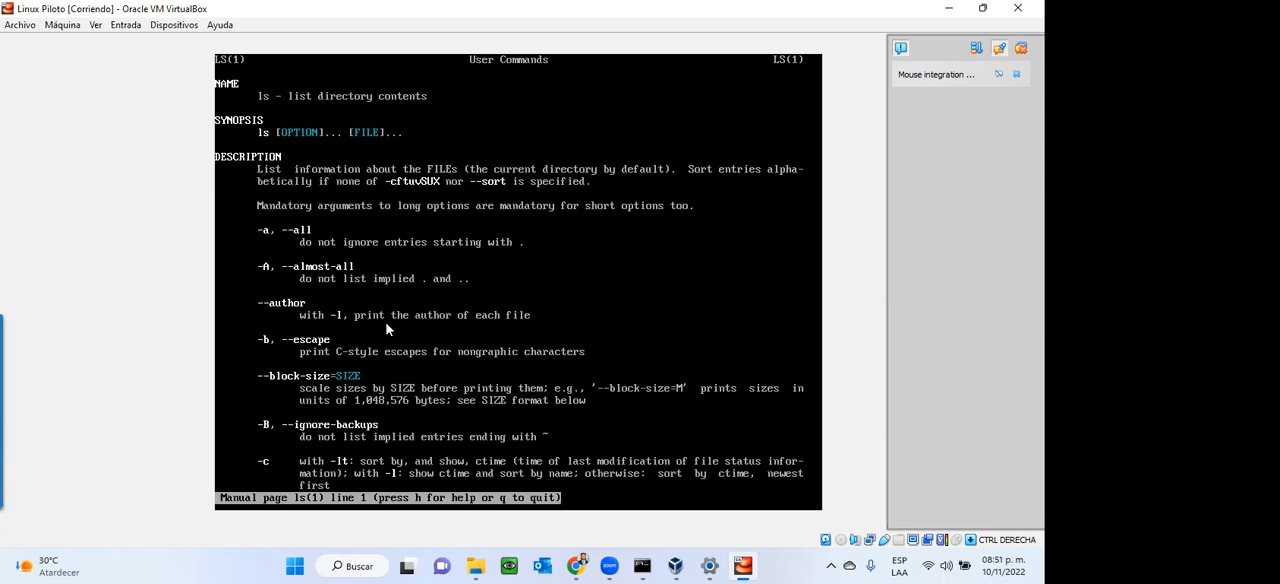 Linux Piloto [Corriendo] - Oracle VM VirtualBox
Archivo Máquina Ver Entrada Dispositivos Ayuda
LS(1) User Commands LS(1)
NAME
ls - list directory contents
SYNOPSIS
ls [OPTION]... [FILE]...
DESCRIPTION
List information about the FILEs (the current directory by default). Sort entries alpha-
betically if none of -cftuvSUX nor --sort is specified.
Mandatory arguments to long options are mandatory for short options too.
-a, --all
do not ignore entries starting with .
-A, --almost-all
do not list implied . and ..
--author
with -l, print the author of each file
-b, --escape
print C-style escapes for nongraphic characters
--block-size=SIZE
scale sizes by SIZE before printing them; e.g., '--block-size=M' prints sizes in
units of 1,048,576 bytes; see SIZE format below
-B, --ignore-backups
do not list implied entries ending with ~
-c with -lt: sort by, and show, ctime (time of last modification of file status infor-
mation); with -l: show ctime and sort by name; otherwise: sort by ctime, newest
first
Manual page ls(1) line 1 (press h for help or q to quit)
Mouse integration ...
CTRL DERECHA
30°C
Atardecer
Buscar
zoom
ESP
LAA
08:51 p. m.
10/11/2022